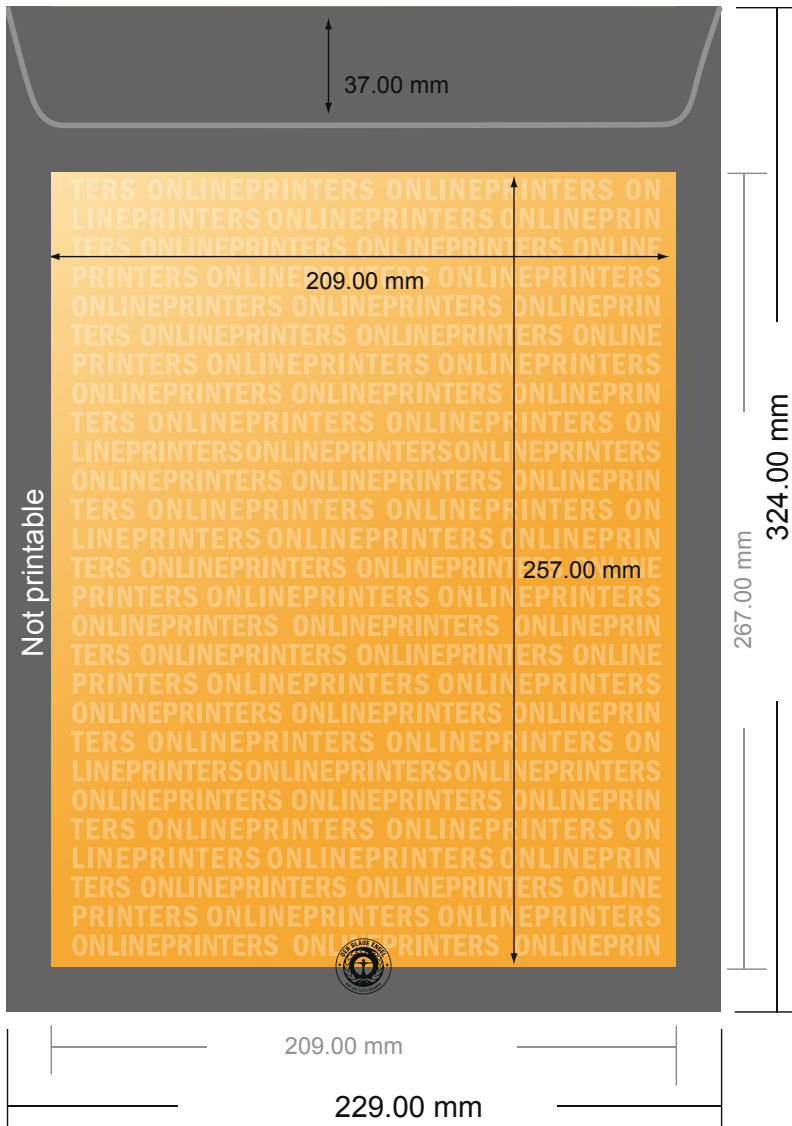 37.00 mm
TERS ONLINEPRINTERS ONLINEPRINTERS ON
LINEPRINTERS ONLINEPRINTERS ONLINEPRIN
TERS ONLINEPRINTERS ONLINEPRINTERS ONLINE
PRINTERS ONLINEPRINTERS ONLINEPRINTERS
209.00 mm
ONLINEPRINTERS ONLINEPRINTERS ONLINEPRIN
TERS ONLINEPRINTERS ONLINEPRINTERS ONLINE
PRINTERS ONLINEPRINTERS ONLINEPRINTERS
ONLINEPRINTERS ONLINEPRINTERS ONLINEPRIN
TERS ONLINEPRINTERS ONLINEPRINTERS ON
LINEPRINTERSONLINEPRINTERSONLINEPRINTERS
ONLINEPRINTERS ONLINEPRINTERS ONLINEPRIN
TERS ONLINEPRINTERS ONLINEPRINTERS ON
LINEPRINTERS ONLINEPRINTERS ONLINEPRIN
TERS ONLINEPRINTERS ONLINEPRINTERS ONLINE
257.00 mm
PRINTERS ONLINEPRINTERS ONLINEPRINTERS
ONLINEPRINTERS ONLINEPRINTERS ONLINEPRIN
TERS ONLINEPRINTERS ONLINEPRINTERS ONLINE
PRINTERS ONLINEPRINTERS ONLINEPRINTERS
ONLINEPRINTERS ONLINEPRINTERS ONLINEPRIN
TERS ONLINEPRINTERS ONLINEPRINTERS ON
LINEPRINTERSONLINEPRINTERSONLINEPRINTERS
ONLINEPRINTERS ONLINEPRINTERS ONLINEPRIN
TERS ONLINEPRINTERS ONLINEPRINTERS ON
LINEPRINTERS ONLINEPRINTERS ONLINEPRIN
TERS ONLINEPRINTERS ONLINEPRINTERS ONLINE
PRINTERS ONLINEPRINTERS ONLINEPRINTERS
ONLINEPRINTERS ONLINEPRINTERS ONLINEPRIN
DER BLAUE ENGEL
Not printable
267.00 mm
324.00 mm
209.00 mm
229.00 mm